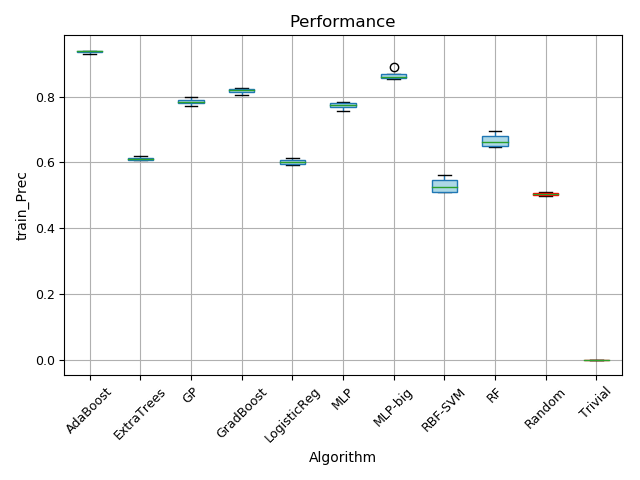 Performance
train_Prec
0.8
0.6
0.4
0.2
0.0
AdaBoost
ExtraTrees
GP
GradBoost
LogisticReg
MLP
MLP-big
RBF-SVM
RF
Random
Trivial
Algorithm